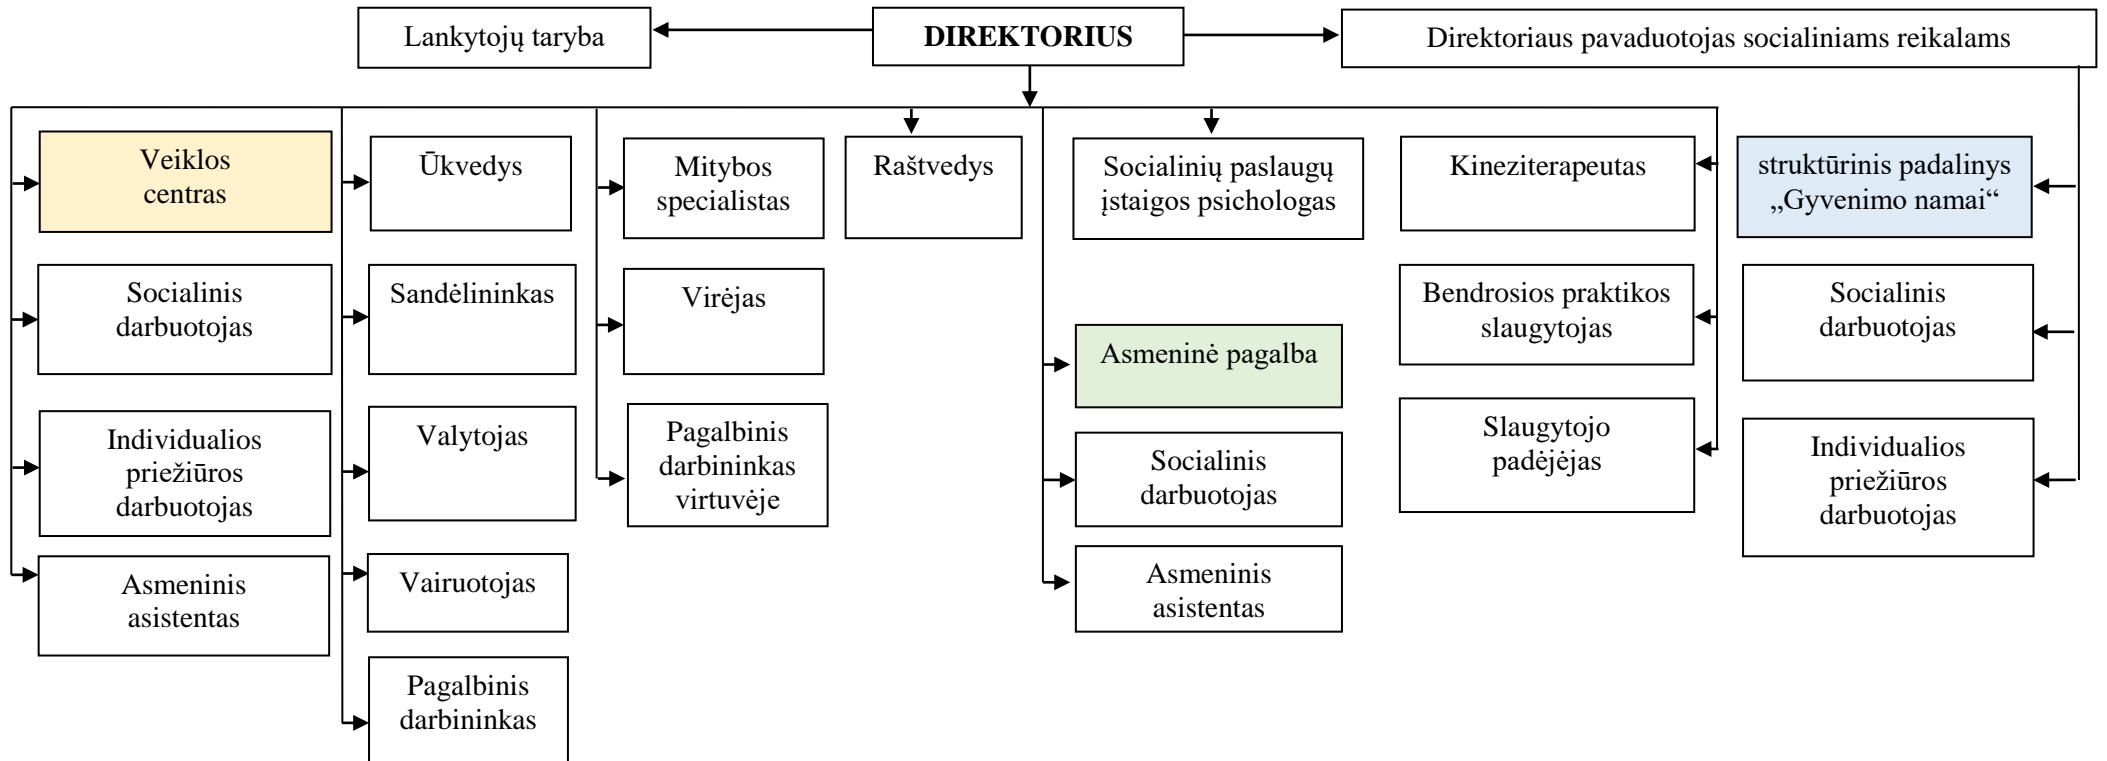 Lankytojų taryba
DIREKTORIUS
Direktoriaus pavaduotojas socialiniams reikalams
Veiklos
centras
Socialinis
darbuotojas
Individualios
priežiūros
darbuotojas
Asmeninis
asistentas
Ūkvedys
Sandėlininkas
Valytojas
Vairuotojas
Pagalbinis
darbininkas
Mitybos
specialistas
Virėjas
Pagalbinis
darbininkas
virtuvėje
Raštvedys
Socialinių paslaugų
įstaigos psichologas
Asmeninė pagalba
Socialinis
darbuotojas
Asmeninis
asistentas
Kineziterapeutas
Bendrosios praktikos
slaugytojas
Slaugytojo
padėjėjas
struktūrinis padalinys
„Gyvenimo namai“
Socialinis
darbuotojas
Individualios
priežiūros
darbuotojas